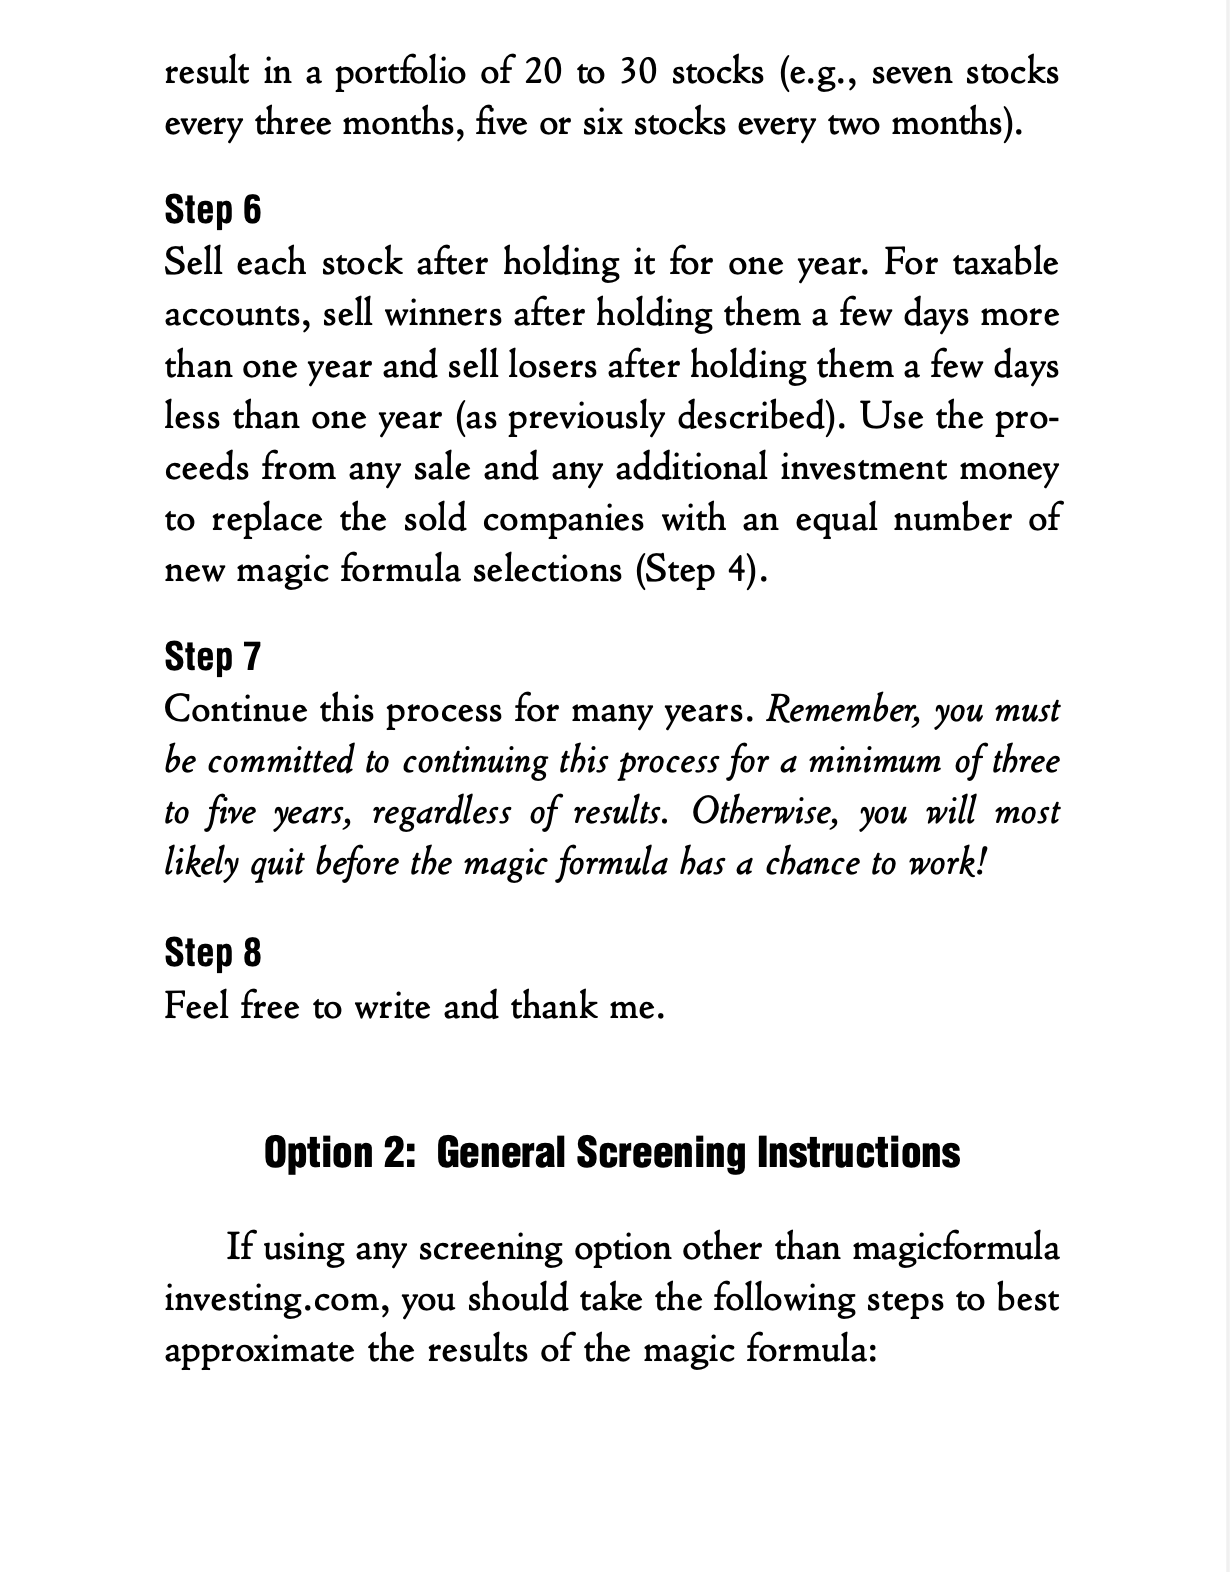 result in a portfolio of 20 to 30 stocks (e.g., seven stocks
every three months, five or six stocks every two months).
Step 6
Sell each stock after holding it for one year. For taxable
accounts, sell winners after holding them a few days more
than one year and sell losers after holding them a few days
less than one year (as previously described). Use the pro-
ceeds from any sale and any additional investment money
to replace the sold companies with an equal number of
new magic formula selections (Step 4).
Step 7
Continue this process for many years. Remember, you must
be committed to continuing this process for a minimum of three
to five years, regardless of results. Otherwise, you will most
likely quit before the magic formula has a chance to work!
Step 8
Feel free to write and thank me.
Option 2: General Screening Instructions
If using any screening option other than magicformula
investing.com, you should take the following steps to best
approximate the results of the magic formula: